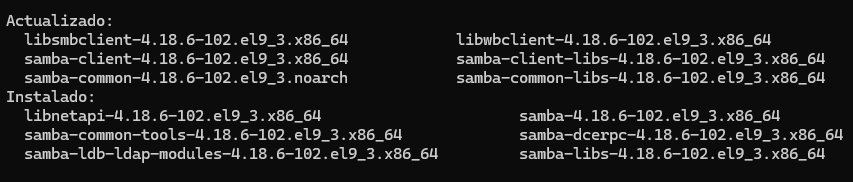 Actualizado:
libsmbclient-4.18.6-102.el9_3.x86_64 libwbclient-4.18.6-102.el9_3.x86_64
samba-client-4.18.6-102.el9_3.x86_64 samba-client-libs-4.18.6-102.el9_3.x86_64
samba-common-4.18.6-102.el9_3.noarch samba-common-libs-4.18.6-102.el9_3.x86_64
Instalado:
libnetapi-4.18.6-102.el9_3.x86_64 samba-4.18.6-102.el9_3.x86_64
samba-common-tools-4.18.6-102.el9_3.x86_64 samba-dcerpc-4.18.6-102.el9_3.x86_64
samba-ldb-ldap-modules-4.18.6-102.el9_3.x86_64 samba-libs-4.18.6-102.el9_3.x86_64